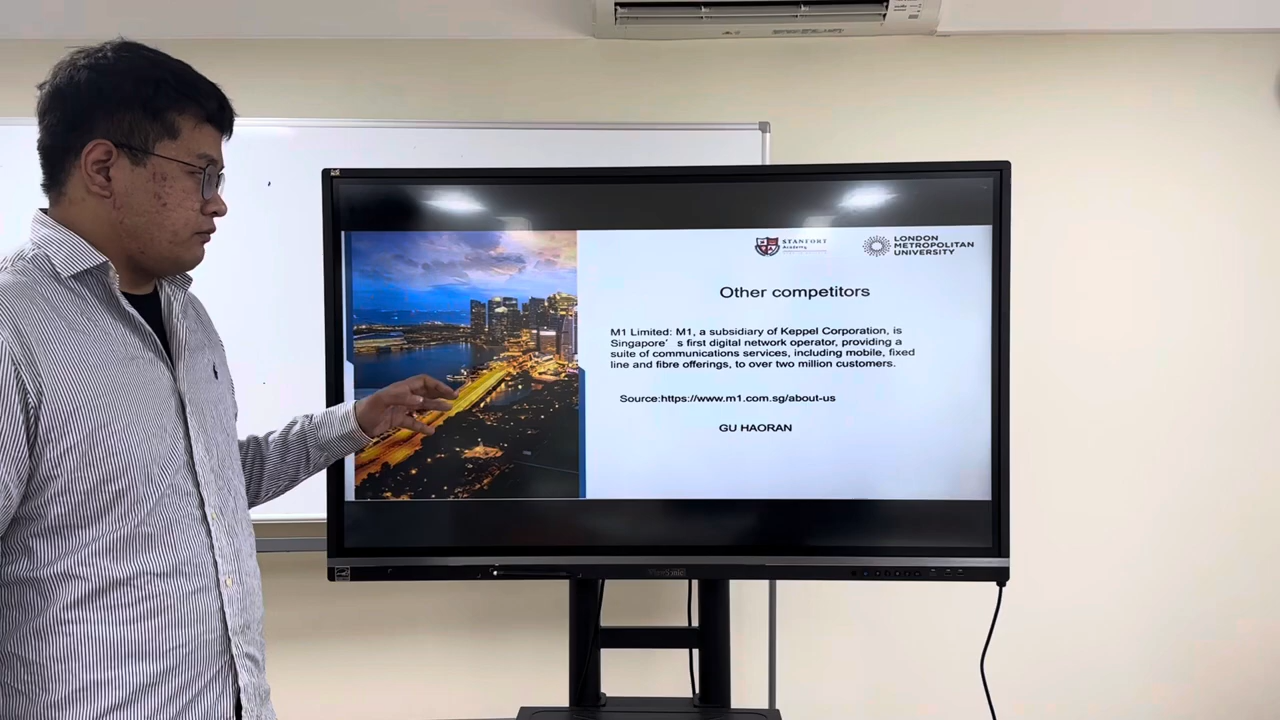 STANFORT
Academy
LONDON
METROPOLITAN
UNIVERSITY
Other competitors
M1 Limited: M1, a subsidiary of Keppel Corporation, is
Singapore’ s first digital network operator, providing a
suite of communications services, including mobile, fixed
line and fibre offerings, to over two million customers.
Source:https://www.m1.com.sg/about-us
GU HAORAN